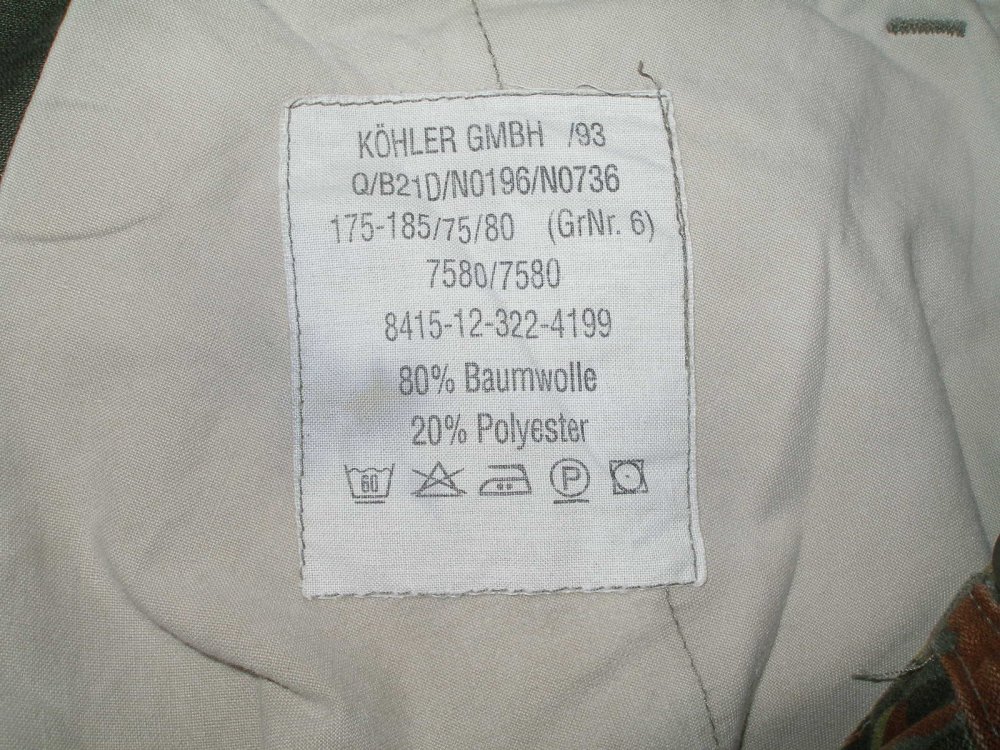 KÖHLER GMBH /93
Q/B21D/N0196/N0736
175-185/75/80 (GrNr. 6)
7580/7580
8415-12-322-4199
80% Baumwolle
20% Polyester
60 P